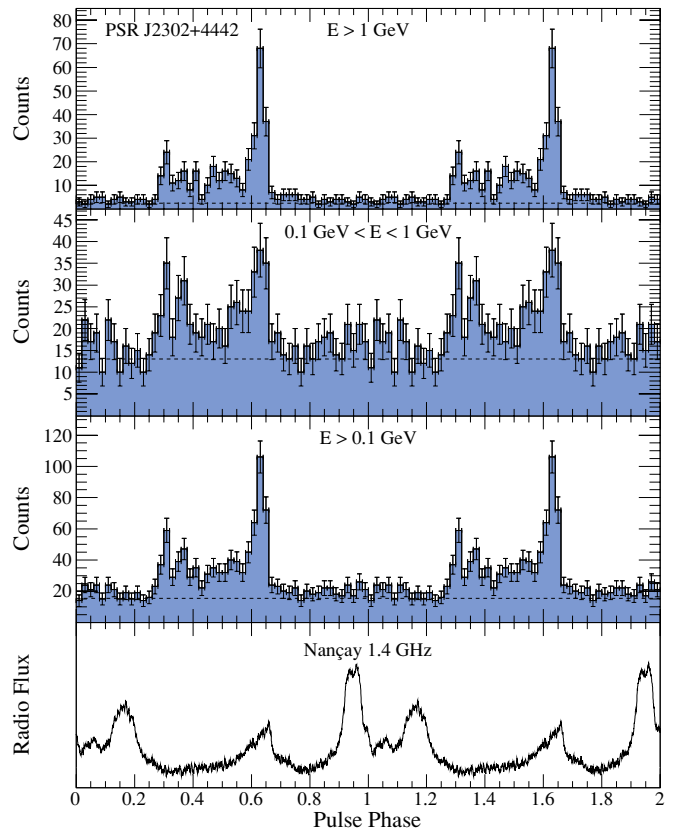 PSR J2302+4442
E > 1 GeV
Counts
80
70
60
50
40
30
20
10
0.1 GeV < E < 1 GeV
Counts
45
40
35
30
25
20
15
10
5
E > 0.1 GeV
Counts
120
100
80
60
40
20
Nançay 1.4 GHz
Radio Flux
0 0.2 0.4 0.6 0.8 1 1.2 1.4 1.6 1.8 2
Pulse Phase